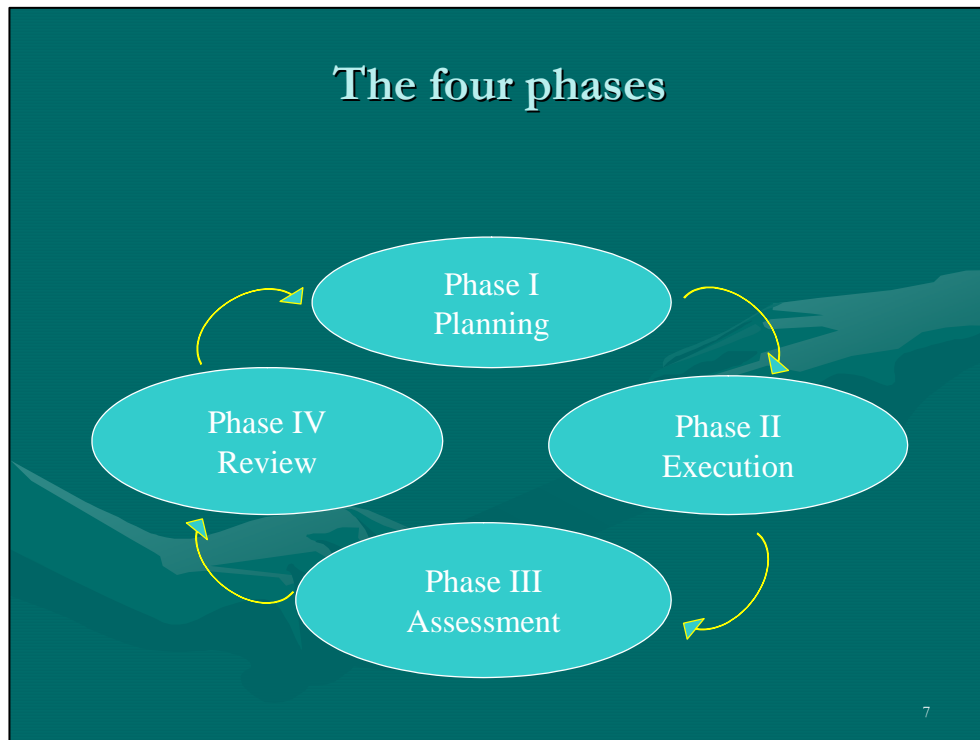 The four phases
Phase I
Planning
Phase II
Execution
Phase III
Assessment
Phase IV
Review
7